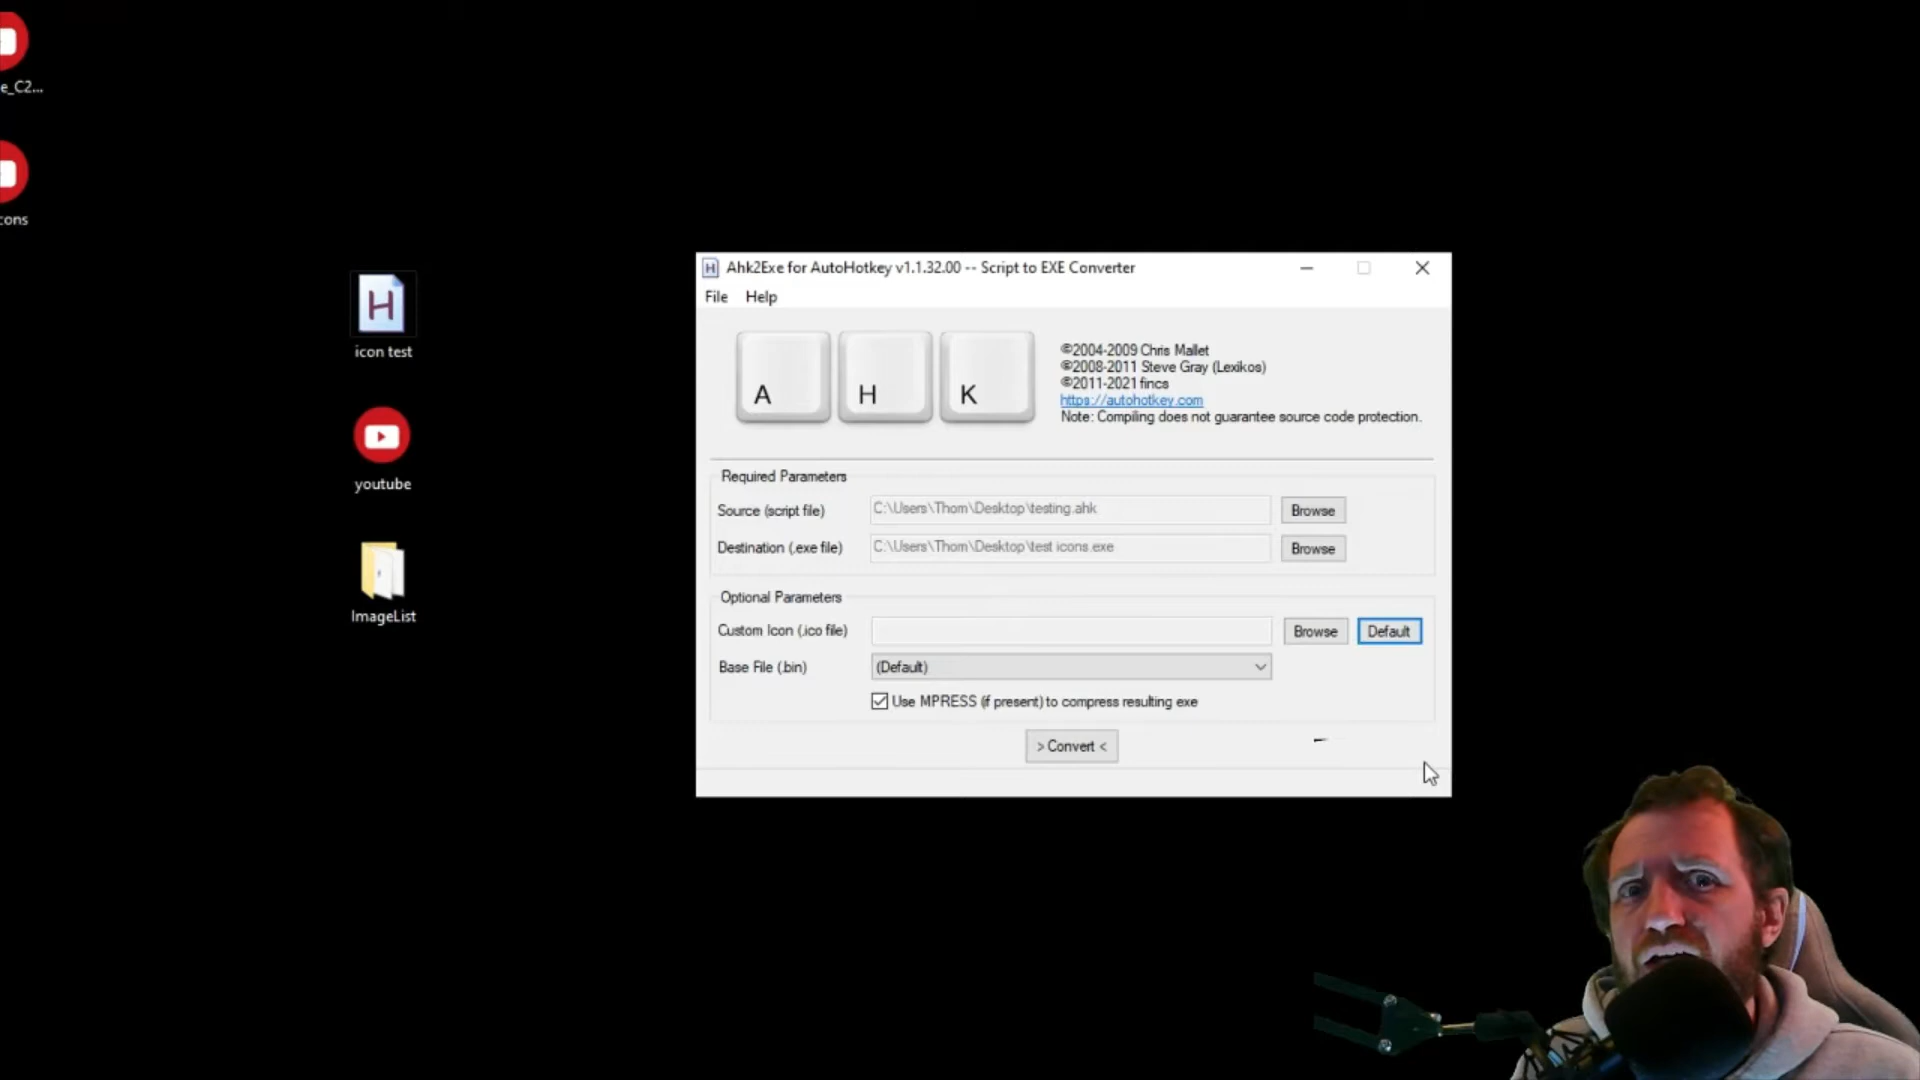 e_C2...
cons
icon test
youtube
ImageList
Ahk2Exe for AutoHotkey v1.1.32.00 -- Script to EXE Converter
File Help
A H K
©2004-2009 Chris Mallet
©2008-2011 Steve Gray (Lexikos)
©2011-2021 fincs
https://autohotkey.com
Note: Compiling does not guarantee source code protection.
Required Parameters
Source (script file) C:\Users\Thom\Desktop\testing.ahk Browse
Destination (.exe file) C:\Users\Thom\Desktop\test icons.exe Browse
Optional Parameters
Custom Icon (.ico file) Browse Default
Base File (.bin) (Default)
Use MPRESS (if present) to compress resulting exe
> Convert <